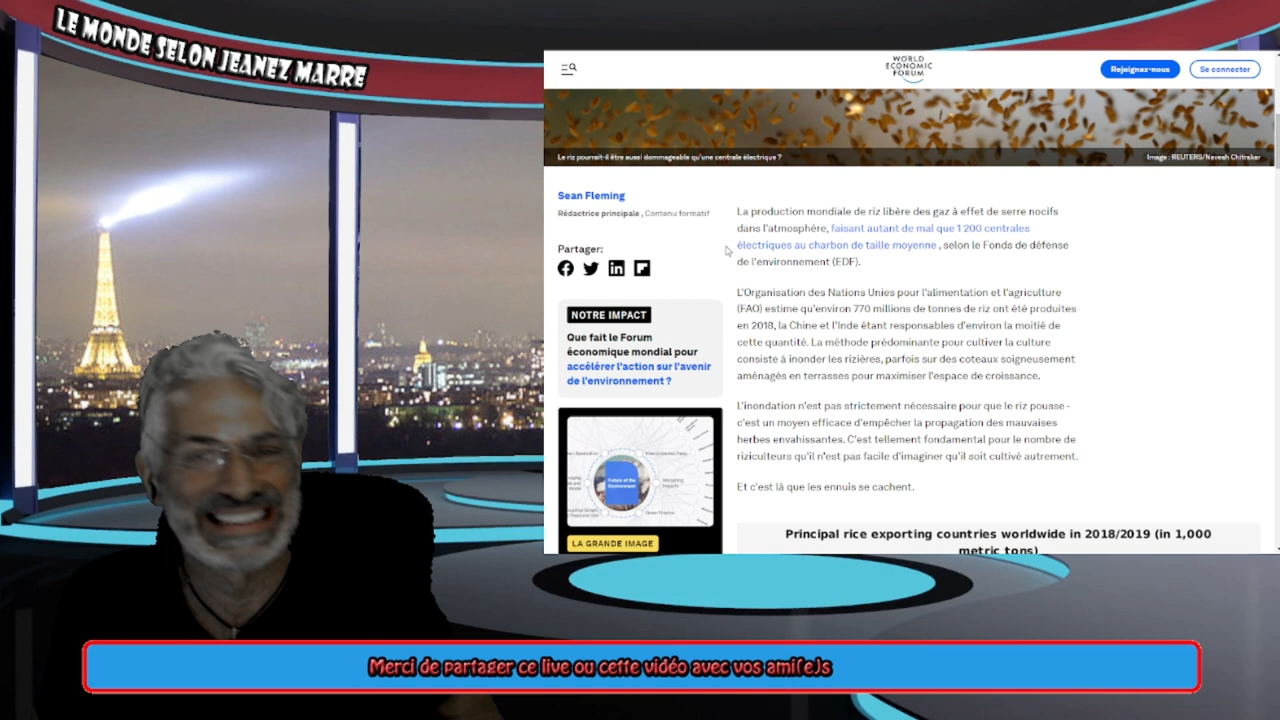 LE MONDE SELON JEANEZ MARRE
WORLD
ECONOMIC
FORUM
Rejoignez-nous
Se connecter
Le riz pourrait-il être aussi dommageable qu'une centrale électrique ?
Image : REUTERS/Navesh Chitrakar
Sean Fleming
Rédactrice principale , Contenu formatif
Partager:
NOTRE IMPACT
Que fait le Forum
économique mondial pour
accélérer l'action sur l'avenir
de l'environnement ?
Future of the
Environment
LA GRANDE IMAGE
La production mondiale de riz libère des gaz à effet de serre nocifs
dans l'atmosphère, faisant autant de mal que 1 200 centrales
électriques au charbon de taille moyenne , selon le Fonds de défense
de l'environnement (EDF).
L'Organisation des Nations Unies pour l'alimentation et l'agriculture
(FAO) estime qu'environ 770 millions de tonnes de riz ont été produites
en 2018, la Chine et l'Inde étant responsables d'environ la moitié de
cette quantité. La méthode prédominante pour cultiver la culture
consiste à inonder les rizières, parfois sur des coteaux soigneusement
aménagés en terrasses pour maximiser l'espace de croissance.
L'inondation n'est pas strictement nécessaire pour que le riz pousse -
c'est un moyen efficace d'empêcher la propagation des mauvaises
herbes envahissantes. C'est tellement fondamental pour le nombre de
riziculteurs qu'il n'est pas facile d'imaginer qu'il soit cultivé autrement.
Et c'est là que les ennuis se cachent.
Principal rice exporting countries worldwide in 2018/2019 (in 1,000
metric tons)
Merci de partager ce live ou cette vidéo avec vos ami(e)s